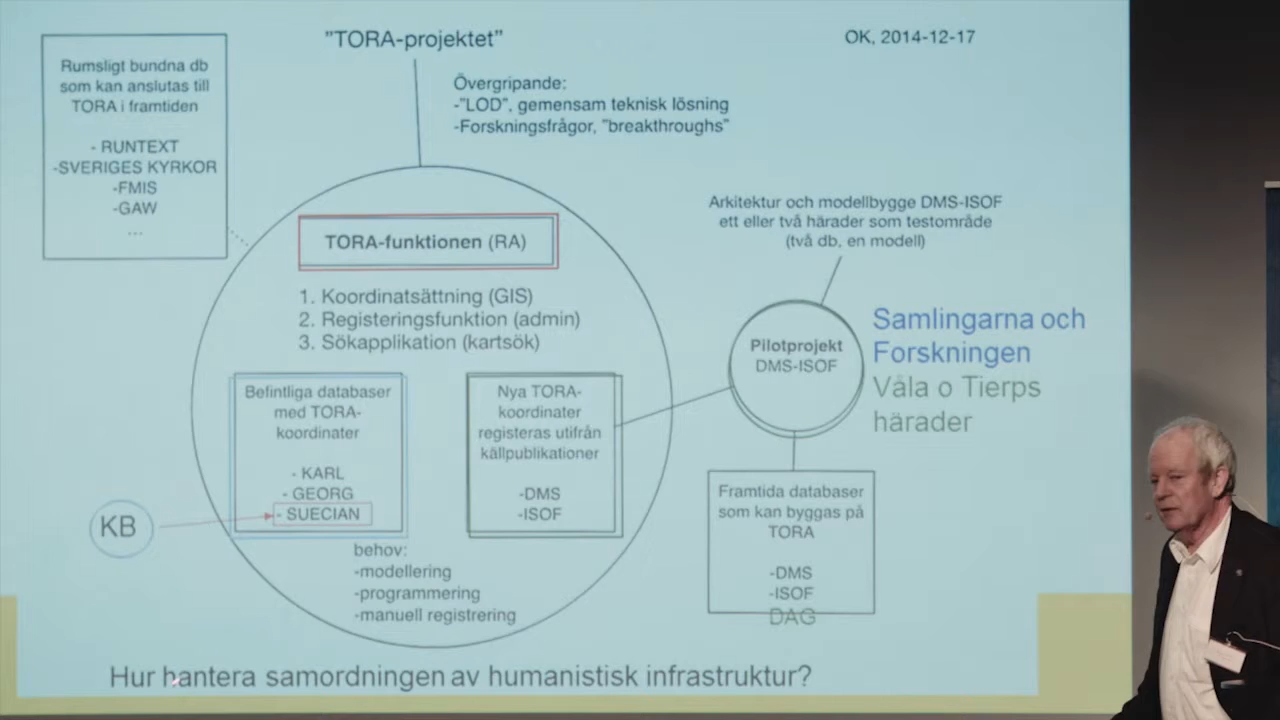 "TORA-projektet"
OK, 2014-12-17
Rumsligt bundna db
som kan anslutas till
TORA i framtiden
- RUNTEXT
-SVERIGES KYRKOR
-FMIS
-GAW
...
Övergripande:
-"LOD", gemensam teknisk lösning
-Forskningsfrågor, "breakthroughs"
TORA-funktionen (RA)
1. Koordinatsättning (GIS)
2. Registeringsfunktion (admin)
3. Sökapplikation (kartsök)
Befintliga databaser
med TORA-
koordinater
- KARL
- GEORG
- SUECIAN
Nya TORA-
koordinater
registeras utifrån
källpublikationer
-DMS
-ISOF
KB
behov:
-modellering
-programmering
-manuell registrering
Arkitektur och modellbygge DMS-ISOF
ett eller två härader som testområde
(två db, en modell)
Pilotprojekt
DMS-ISOF
Samlingarna och
Forskningen
Våla o Tierps
härader
Framtida databaser
som kan byggas på
TORA
-DMS
-ISOF
DAG
Hur hantera samordningen av humanistisk infrastruktur?